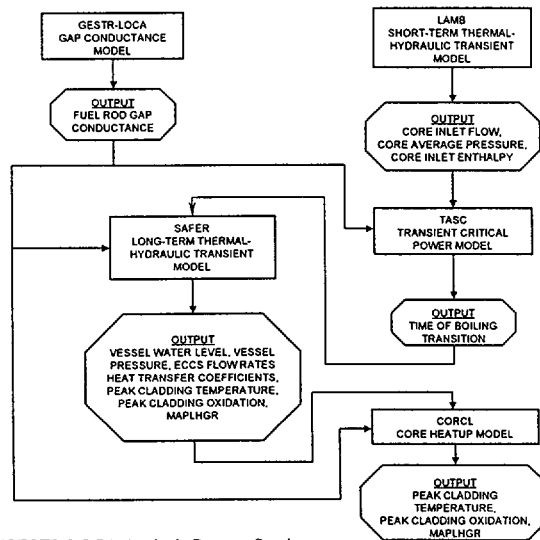 GESTR-LOCA
GAP CONDUCTANCE
MODEL
OUTPUT
FUEL ROD GAP
CONDUCTANCE
LAMB
SHORT-TERM THERMAL-
HYDRAULIC TRANSIENT
MODEL
OUTPUT
CORE INLET FLOW,
CORE AVERAGE PRESSURE,
CORE INLET ENTHALPY
TASC
TRANSIENT CRITICAL
POWER MODEL
OUTPUT
TIME OF BOILING
TRANSITION
SAFER
LONG-TERM THERMAL-
HYDRAULIC TRANSIENT
MODEL
OUTPUT
VESSEL WATER LEVEL, VESSEL
PRESSURE, ECCS FLOW RATES
HEAT TRANSFER COEFFICIENTS,
PEAK CLADDING TEMPERATURE,
PEAK CLADDING OXIDATION,
MAPLHGR
CORCL
CORE HEATUP MODEL
OUTPUT
PEAK CLADDING
TEMPERATURE,
PEAK CLADDING OXIDATION,
MAPLHGR